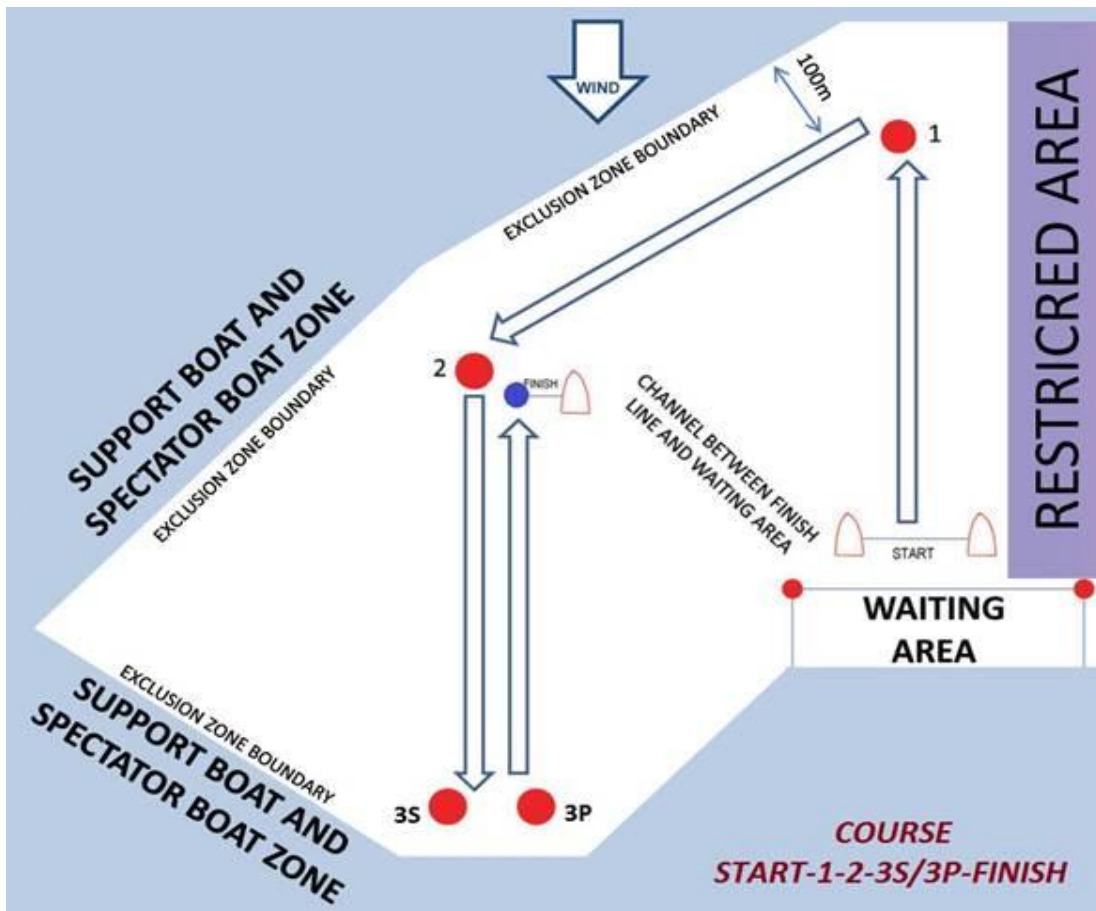 WIND
100m
1
EXCLUSION ZONE BOUNDARY
RESTRICRED AREA
SUPPORT BOAT AND
SPECTATOR BOAT ZONE
EXCLUSION ZONE BOUNDARY
2
FINISH
CHANNEL BETWEEN FINISH
LINE AND WAITING AREA
START
WAITING
AREA
EXCLUSION ZONE BOUNDARY
SUPPORT BOAT AND
SPECTATOR BOAT ZONE
3S
3P
COURSE
START-1-2-3S/3P-FINISH